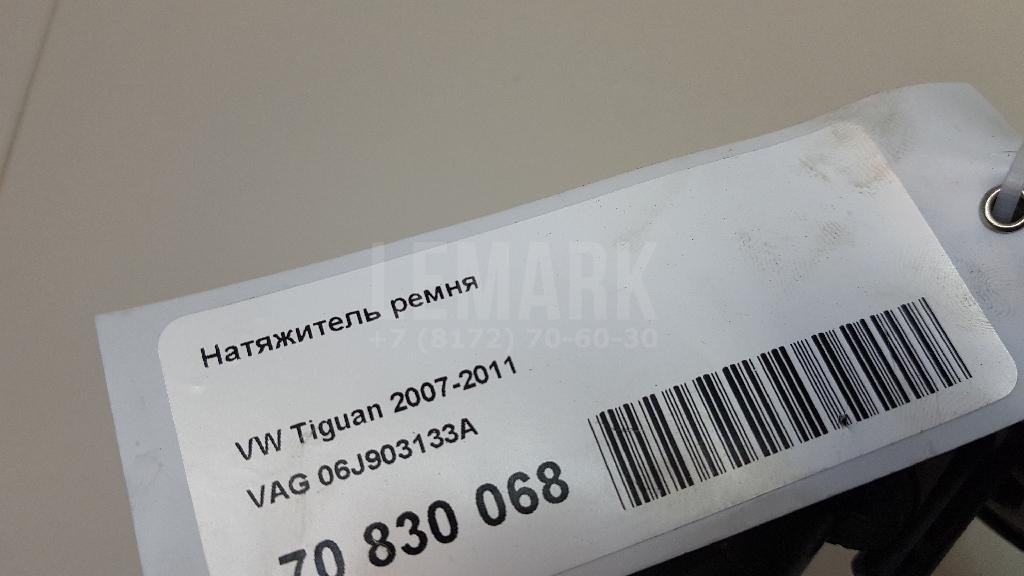 LEMARK
+7 (8172) 70-60-30
Натяжитель ремня
VW Tiguan 2007-2011
VAG 06J903133A
70 830 068